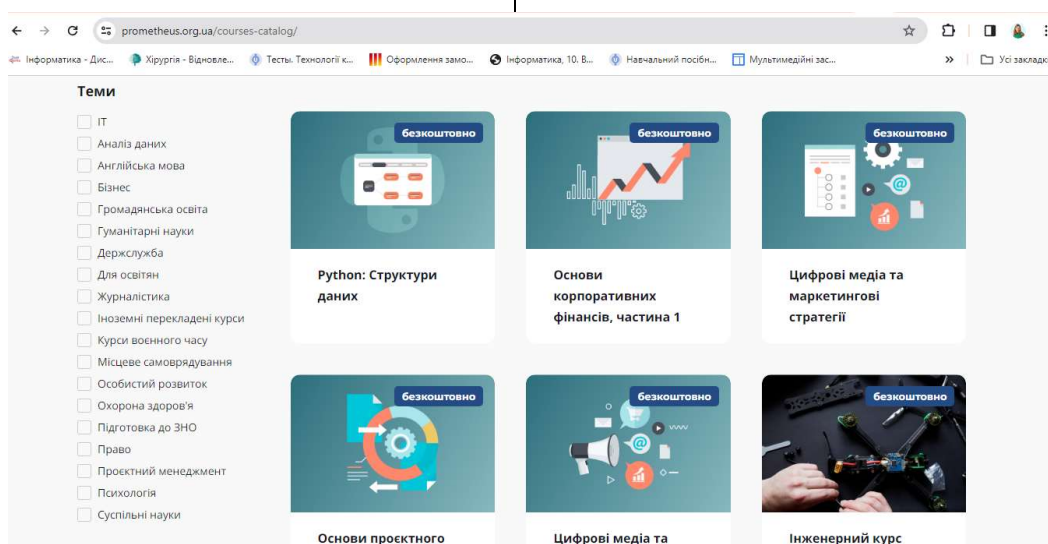 prometheus.org.ua/courses-catalog/
Інформатика - Дис...
Хірургія - Відновле...
Тесты. Технології к...
Оформлення замо...
Інформатика, 10. В...
Навчальний посібн...
Мультимедійні зас...
»
Усі закладки
Теми
ІТ
Аналіз даних
Англійська мова
Бізнес
Громадянська освіта
Гуманітарні науки
Держслужба
Для освітян
Журналістика
Іноземні перекладені курси
Курси воєнного часу
Місцеве самоврядування
Особистий розвиток
Охорона здоров'я
Підготовка до ЗНО
Право
Проєктний менеджмент
Психологія
Суспільні науки
безкоштовно
Python: Структури
даних
безкоштовно
Основи
корпоративних
фінансів, частина 1
безкоштовно
Цифрові медіа та
маркетингові
стратегії
безкоштовно
Основи проєктного
безкоштовно
Цифрові медіа та
безкоштовно
Інженерний курс